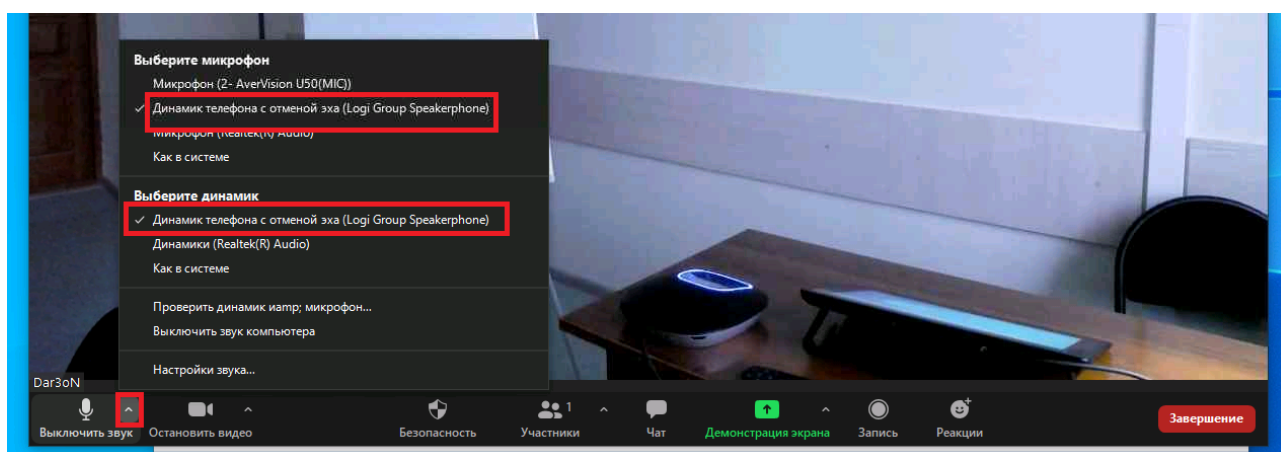 Выберите микрофон
Микрофон (2- AverVision U50(MIC))
Динамик телефона с отменой эха (Logi Group Speakerphone)
Микрофон (Realtek(R) Audio)
Как в системе
Выберите динамик
Динамик телефона с отменой эха (Logi Group Speakerphone)
Динамики (Realtek(R) Audio)
Как в системе
Проверить динамик иamp; микрофон...
Выключить звук компьютера
Настройки звука...
Dar3oN
1
Выключить звук Остановить видео Безопасность Участники Чат Демонстрация экрана Запись Реакции Завершение